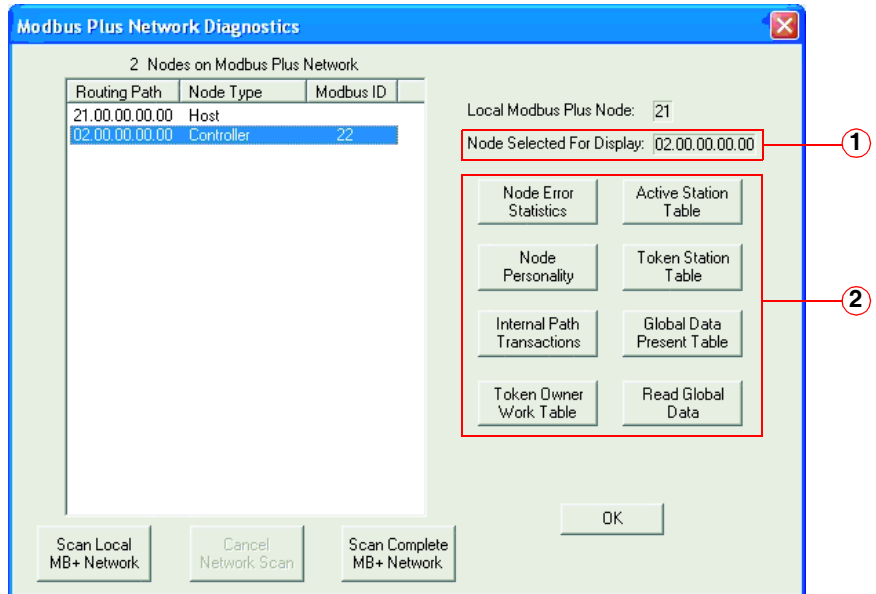 Modbus Plus Network Diagnostics
2 Nodes on Modbus Plus Network
Routing Path Node Type Modbus ID
21.00.00.00.00 Host
02.00.00.00.00 Controller 22
Local Modbus Plus Node: 21
Node Selected For Display: 02.00.00.00.00
1
Node Error
Statistics
Active Station
Table
Node
Personality
Token Station
Table
2
Internal Path
Transactions
Global Data
Present Table
Token Owner
Work Table
Read Global
Data
OK
Scan Local
MB+ Network
Cancel
Network Scan
Scan Complete
MB+ Network